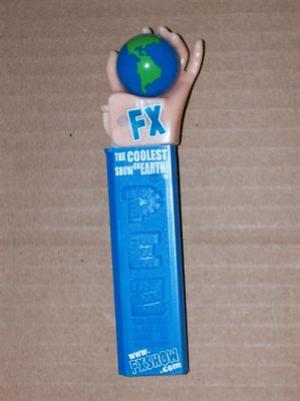 FX
THE COOLEST
SHOW ON EARTH!
www.
FXSHOW
.com